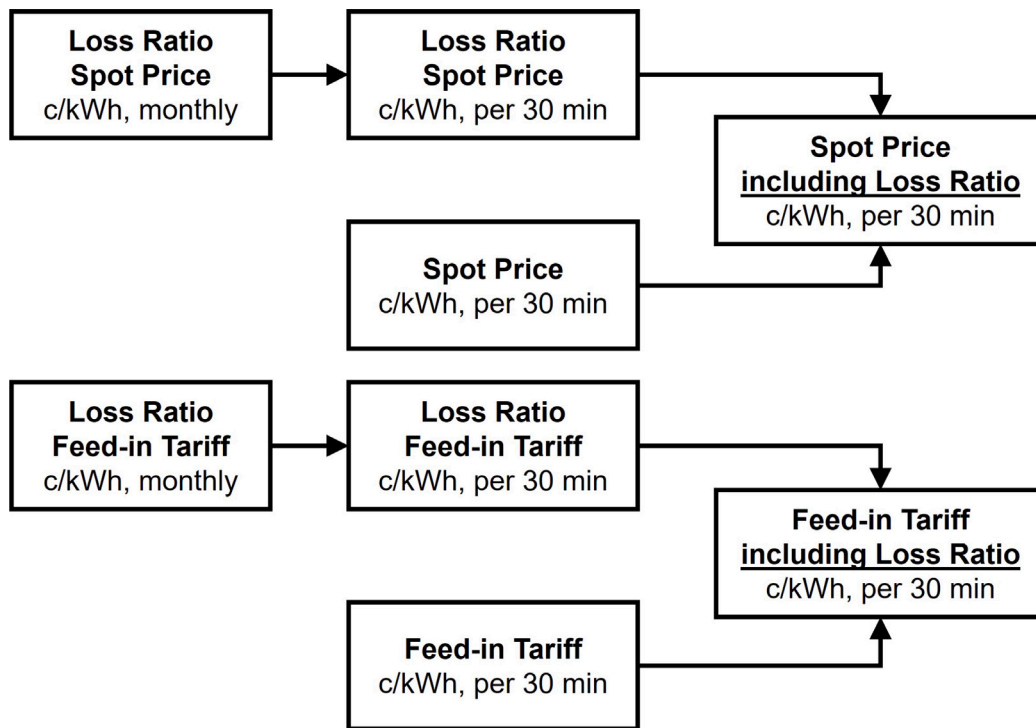 Loss Ratio
Spot Price
c/kWh, monthly
Loss Ratio
Spot Price
c/kWh, per 30 min
Spot Price
including Loss Ratio
c/kWh, per 30 min
Spot Price
c/kWh, per 30 min
Loss Ratio
Feed-in Tariff
c/kWh, monthly
Loss Ratio
Feed-in Tariff
c/kWh, per 30 min
Feed-in Tariff
including Loss Ratio
c/kWh, per 30 min
Feed-in Tariff
c/kWh, per 30 min